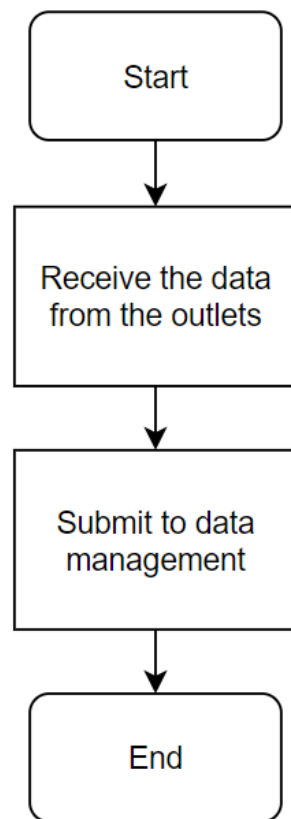 Start
Receive the data
from the outlets
Submit to data
management
End